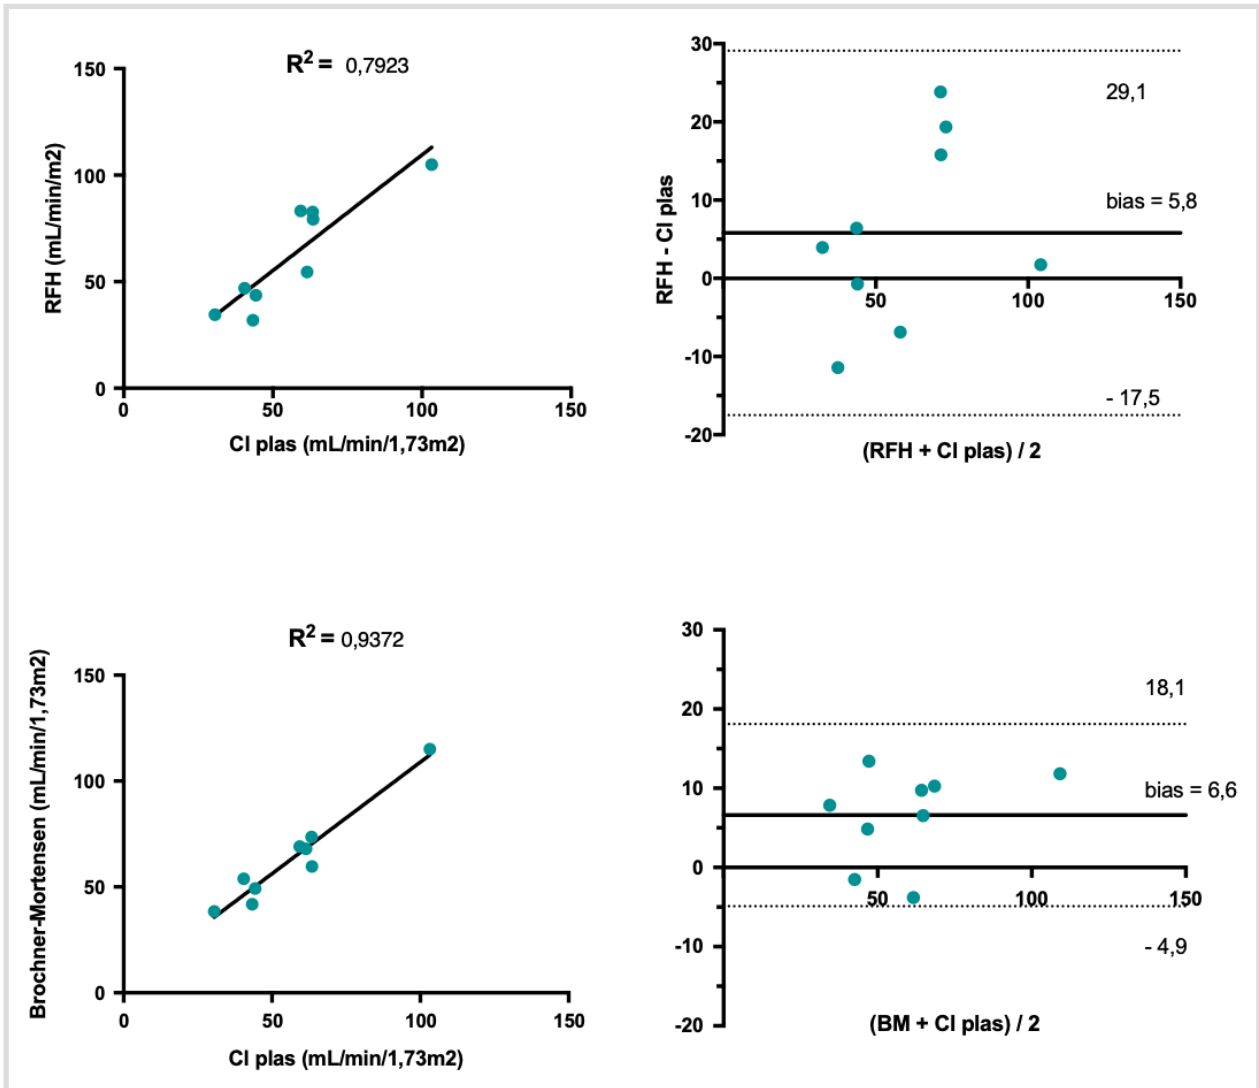 R² = 0,7923
150
100
50
0
0 50 100 150
RFH (mL/min/m2)
Cl plas (mL/min/1,73m2)
30
20
10
0
-10
-20
50 100 150
29,1
bias = 5,8
- 17,5
RFH - Cl plas
(RFH + Cl plas) / 2
R² = 0,9372
150
100
50
0
0 50 100 150
Brochner-Mortensen (mL/min/1,73m2)
Cl plas (mL/min/1,73m2)
30
20
10
0
-10
-20
50 100 150
18,1
bias = 6,6
- 4,9
(BM + Cl plas) / 2